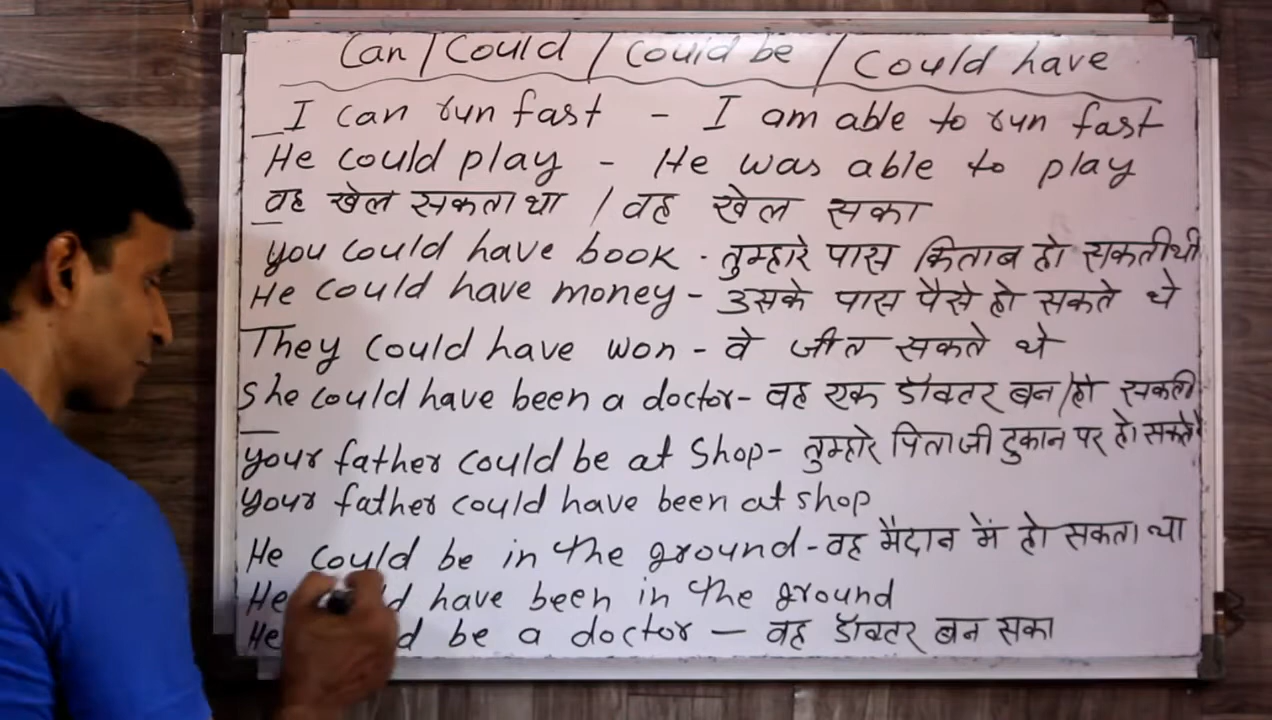 Can / Could / Could be / Could have
I can run fast - I am able to run fast
He could play - He was able to play
वह खेल सकता था / वह खेल सका
you could have book - तुम्हारे पास किताब हो सकती थी
He could have money - उसके पास पैसे हो सकते थे
They could have won - वे जीत सकते थे
She could have been a doctor - वह एक डॉक्टर बन/हो सकती
your father could be at shop - तुम्हारे पिताजी दुकान पर हो सकते
your father could have been at shop
He could be in the ground - वह मैदान में हो सकता था
He have been in the ground
He be a doctor - वह डॉक्टर बन सका